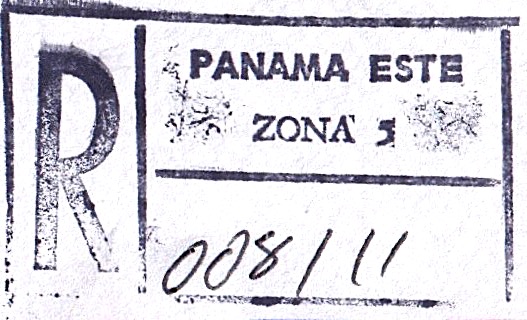 R
PANAMA ESTE
ZONA 5
008/11